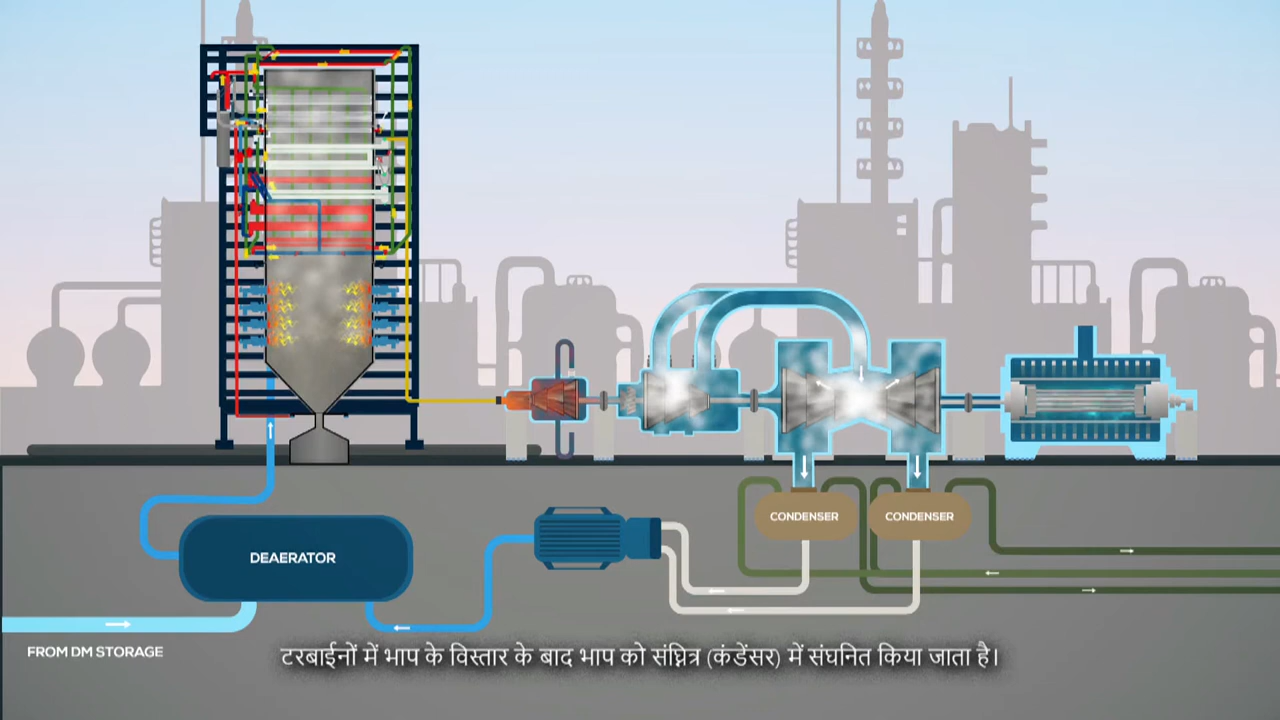 CONDENSER
CONDENSER
DEAERATOR
FROM DM STORAGE
टरबाईनों में भाप के विस्तार के बाद भाप को संघ्नित्र (कंडेंसर) में संघनित किया जाता है।